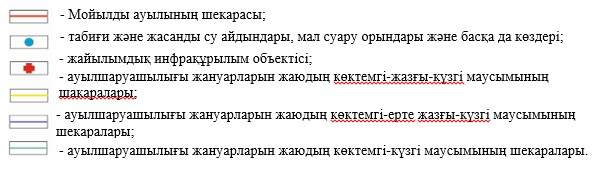 - Мойылды ауылының шекарасы;
- табиғи және жасанды су айдындары, мал суару орындары және басқа да көздері;
- жайылымдық инфрақұрылым объектісі;
- ауылшаруашылығы жануарларын жаюдың көктемгі-жазғы-күзгі маусымының
шақаралары;
- ауылшаруашылығы жануарларын жаюдың көктемгі-ерте жазғы-күзгі маусымының
шекаралары;
- ауылшаруашылығы жануарларын жаюдың көктемгі-күзгі маусымының шекаралары.